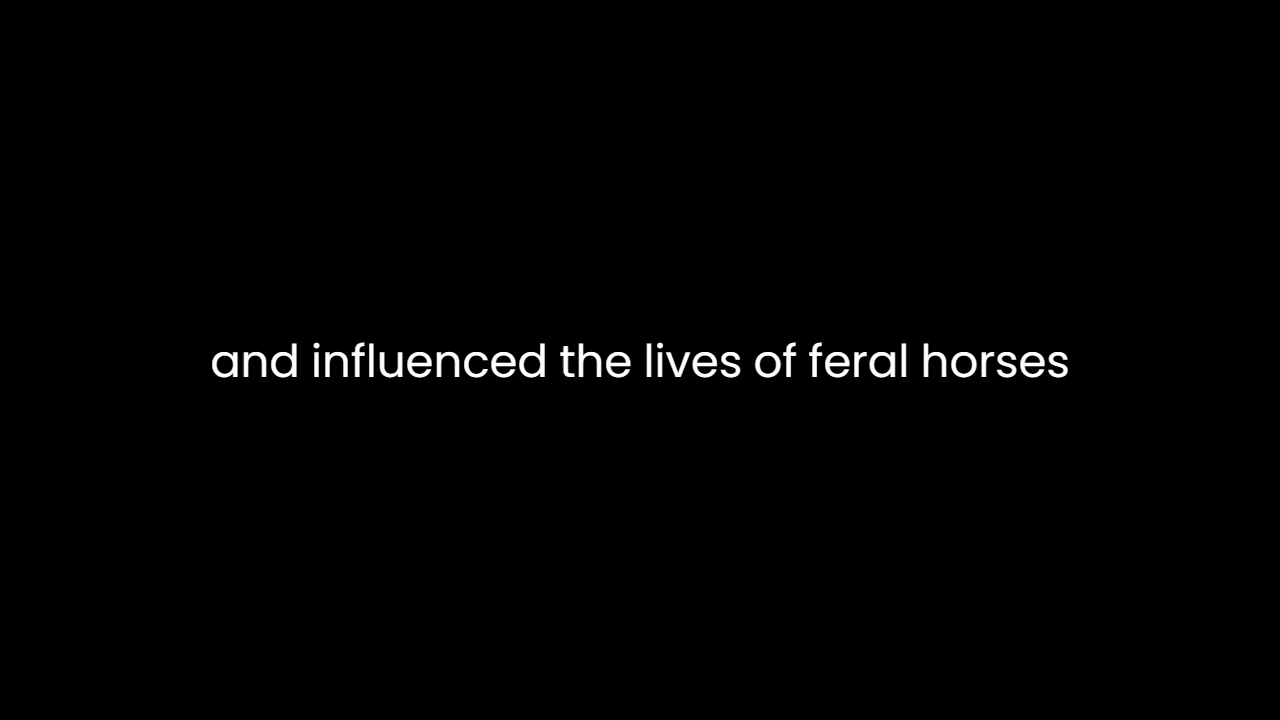 and influenced the lives of feral horses